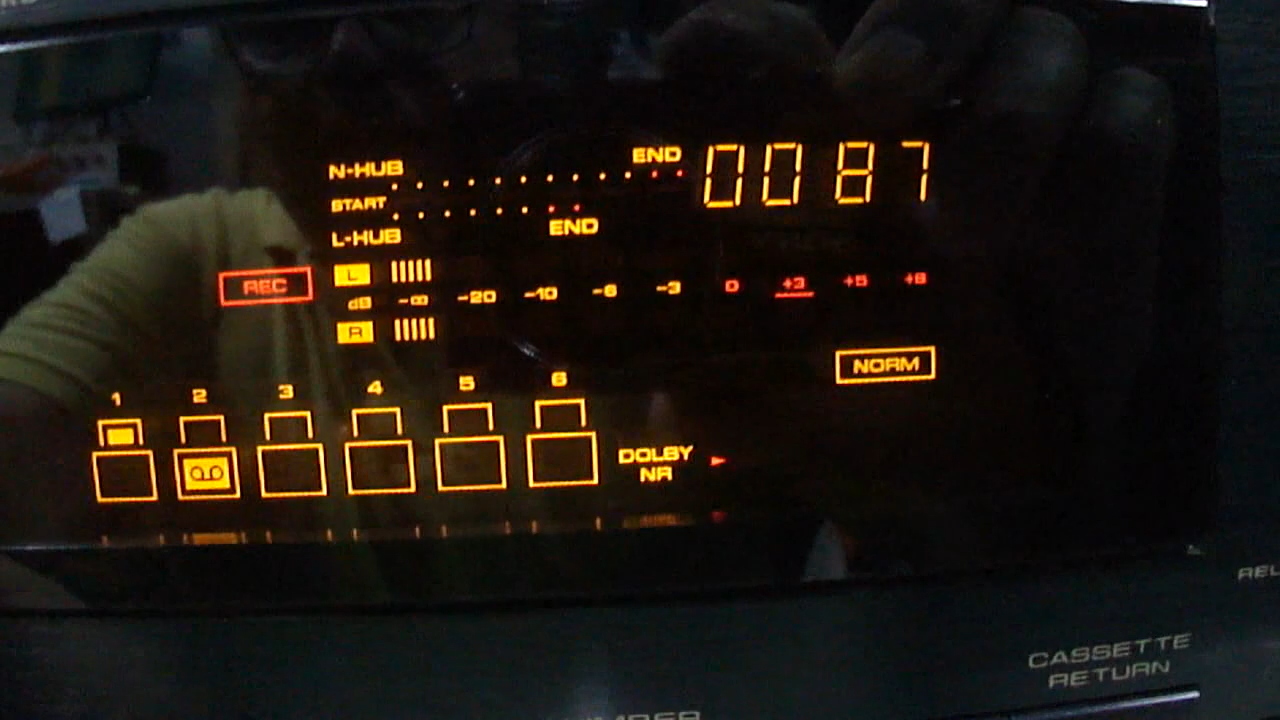 END
N-HUB
0087
START
L-HUB
END
L
REC
dB -∞ -20 -10 -6 -3 0 +3 +5 +8
R
NORM
1 2 3 4 5 6
DOLBY
NR
CASSETTE
RETURN